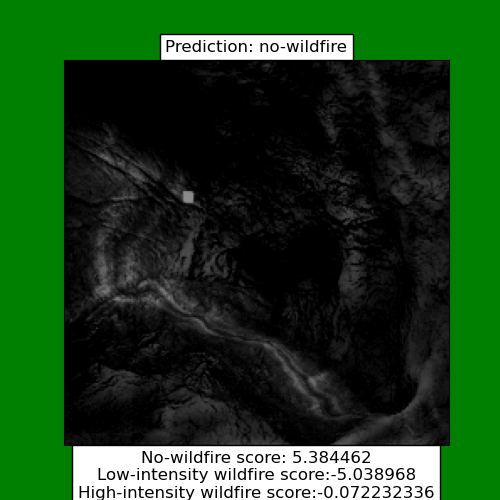 Prediction: no-wildfire
No-wildfire score: 5.384462
Low-intensity wildfire score:-5.038968
High-intensity wildfire score:-0.072232336